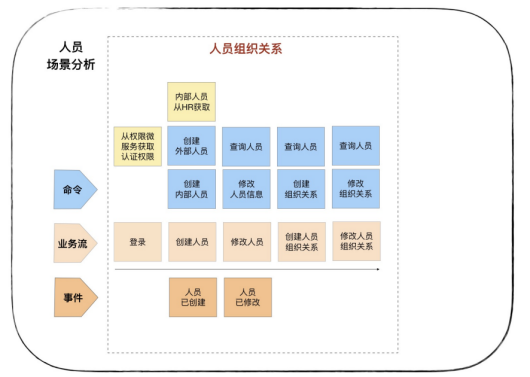 人员
场景分析
人员组织关系
内部人员
从HR获取
从权限微
服务获取
认证权限
创建
外部人员
查询人员
查询人员
查询人员
命令
创建
内部人员
修改
人员信息
创建
组织关系
修改
组织关系
业务流
登录
创建人员
修改人员
创建人员
组织关系
修改人员
组织关系
事件
人员
已创建
人员
已修改